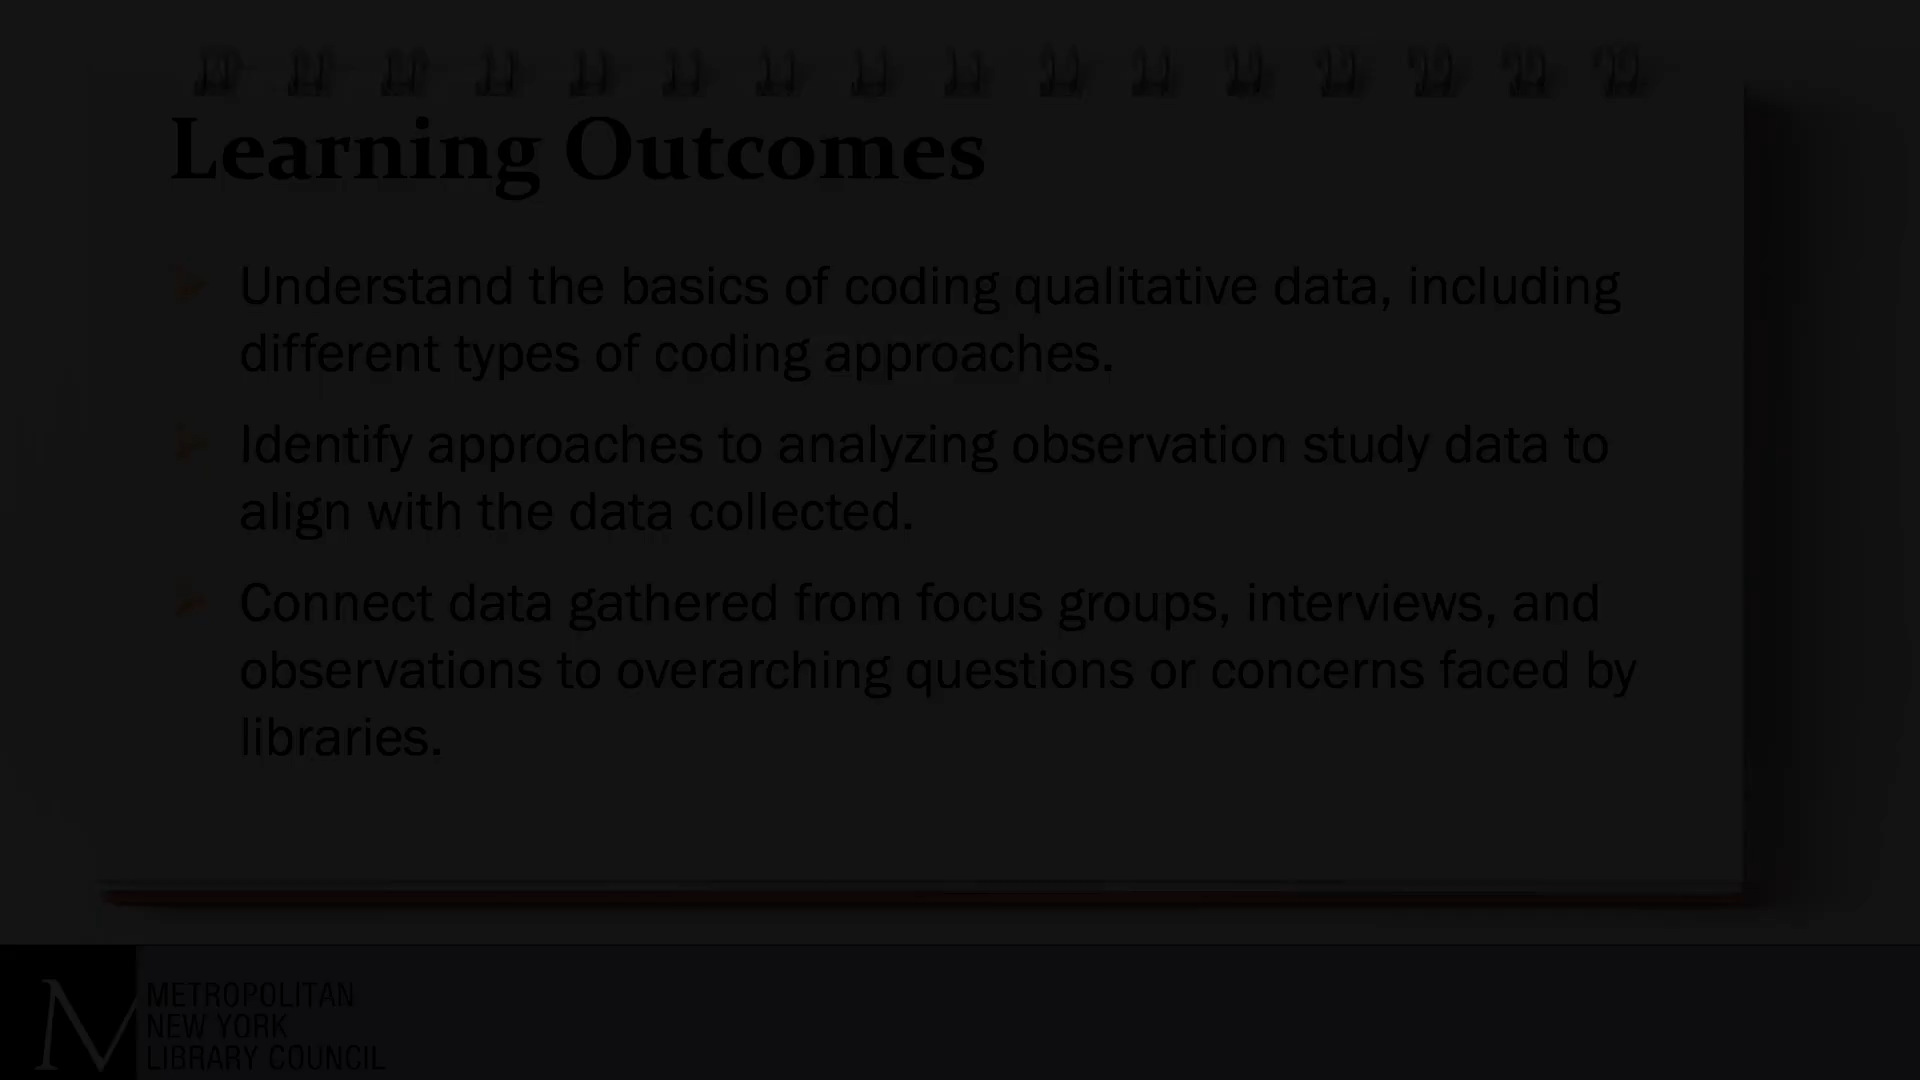 Learning Outcomes
Understand the basics of coding qualitative data, including
different types of coding approaches.
Identify approaches to analyzing observation study data to
align with the data collected.
Connect data gathered from focus groups, interviews, and
observations to overarching questions or concerns faced by
libraries.
M
METROPOLITAN
NEW YORK
LIBRARY COUNCIL